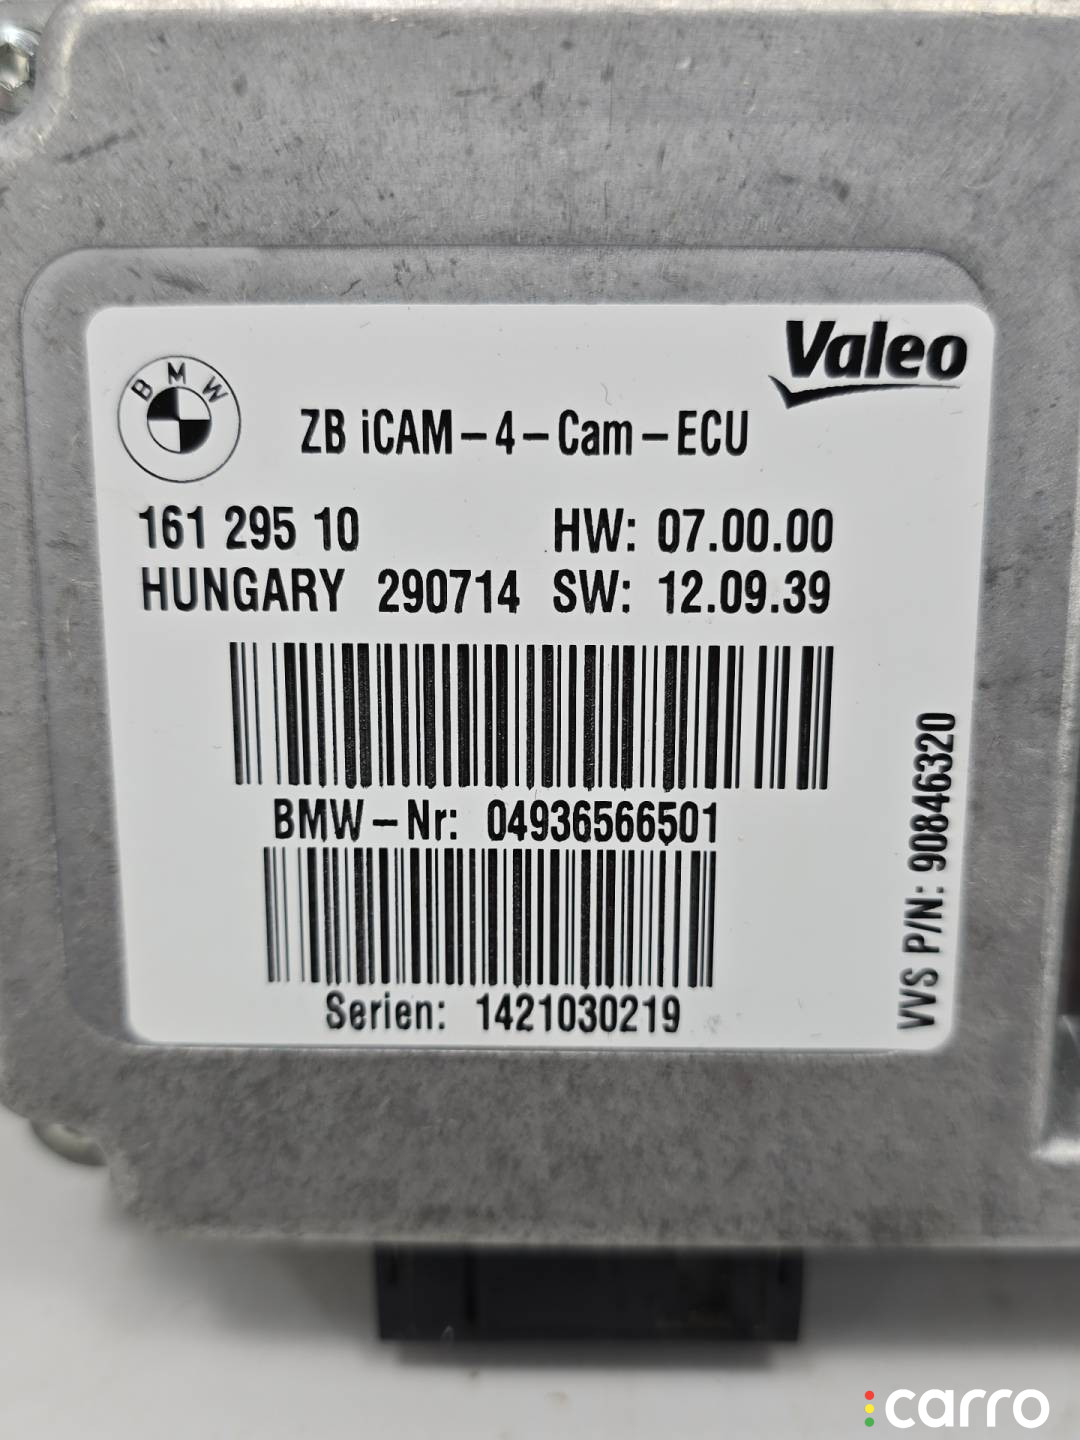 BMW
Valeo
ZB iCAM-4-Cam-ECU
161 295 10 HW: 07.00.00
HUNGARY 290714 SW: 12.09.39
BMW-Nr: 04936566501
Serien: 1421030219
VVS P/N: 90846320
carro